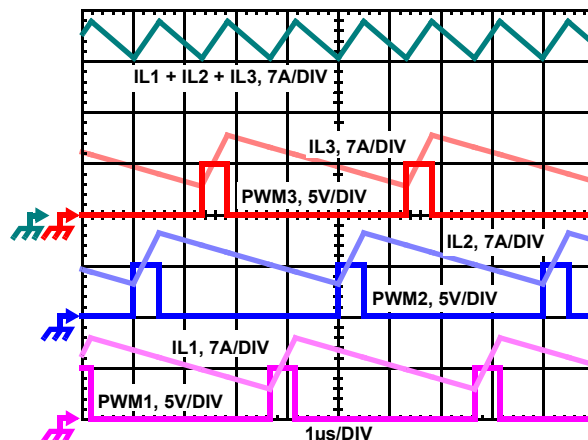 IL1 + IL2 + IL3, 7A/DIV
IL3, 7A/DIV
PWM3, 5V/DIV
IL2, 7A/DIV
PWM2, 5V/DIV
IL1, 7A/DIV
PWM1, 5V/DIV
1µs/DIV